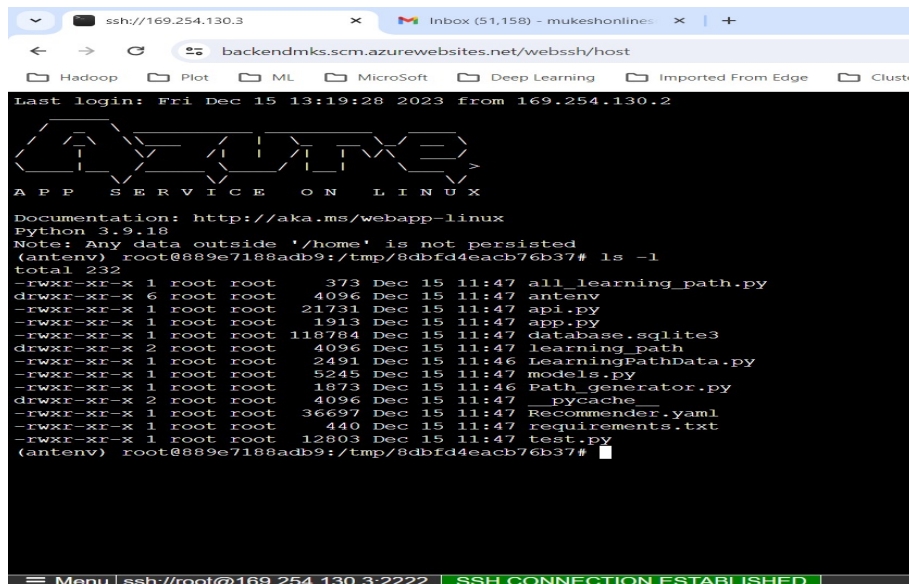 ssh://169.254.130.3
Inbox (51,158) - mukeshonlines
backendmks.scm.azurewebsites.net/webssh/host
Hadoop Plot ML MicroSoft Deep Learning Imported From Edge Cluste
Last login: Fri Dec 15 13:19:28 2023 from 169.254.130.2
Azure
A P P S E R V I C E O N L I N U X
Documentation: http://aka.ms/webapp-linux
Python 3.9.18
Note: Any data outside '/home' is not persisted
(antenv) root@889e7188adb9:/tmp/8dbfd4eacb76b37# ls -l
total 232
-rwxr-xr-x 1 root root 373 Dec 15 11:47 all_learning_path.py
drwxr-xr-x 6 root root 4096 Dec 15 11:47 antenv
-rwxr-xr-x 1 root root 21731 Dec 15 11:47 api.py
-rwxr-xr-x 1 root root 1913 Dec 15 11:47 app.py
-rwxr-xr-x 1 root root 118784 Dec 15 11:47 database.sqlite3
drwxr-xr-x 2 root root 4096 Dec 15 11:47 learning_path
-rwxr-xr-x 1 root root 2491 Dec 15 11:46 LearningPathData.py
-rwxr-xr-x 1 root root 5245 Dec 15 11:47 models.py
-rwxr-xr-x 1 root root 1873 Dec 15 11:46 Path_generator.py
drwxr-xr-x 2 root root 4096 Dec 15 11:47 __pycache__
-rwxr-xr-x 1 root root 36697 Dec 15 11:47 Recommender.yaml
-rwxr-xr-x 1 root root 440 Dec 15 11:47 requirements.txt
-rwxr-xr-x 1 root root 12803 Dec 15 11:47 test.py
(antenv) root@889e7188adb9:/tmp/8dbfd4eacb76b37#
Menu ssh://root@169.254.130.3:2222 SSH CONNECTION ESTABLISHED